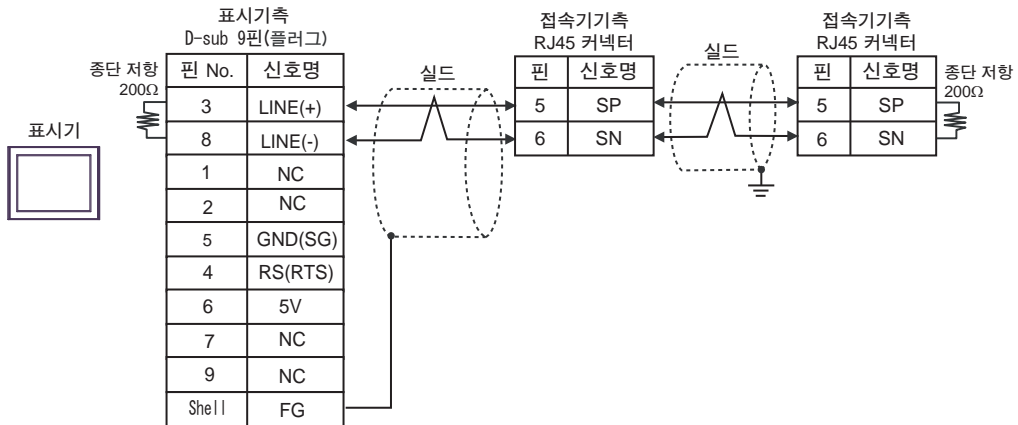 표시기측
D-sub 9핀(플러그)
종단 저항
200Ω
표시기
핀 No. 신호명
3 LINE(+)
8 LINE(-)
1 NC
2 NC
5 GND(SG)
4 RS(RTS)
6 5V
7 NC
9 NC
Shell FG
실드
접속기기측
RJ45 커넥터
핀 신호명
5 SP
6 SN
실드
접속기기측
RJ45 커넥터
핀 신호명
5 SP
6 SN
종단 저항
200Ω